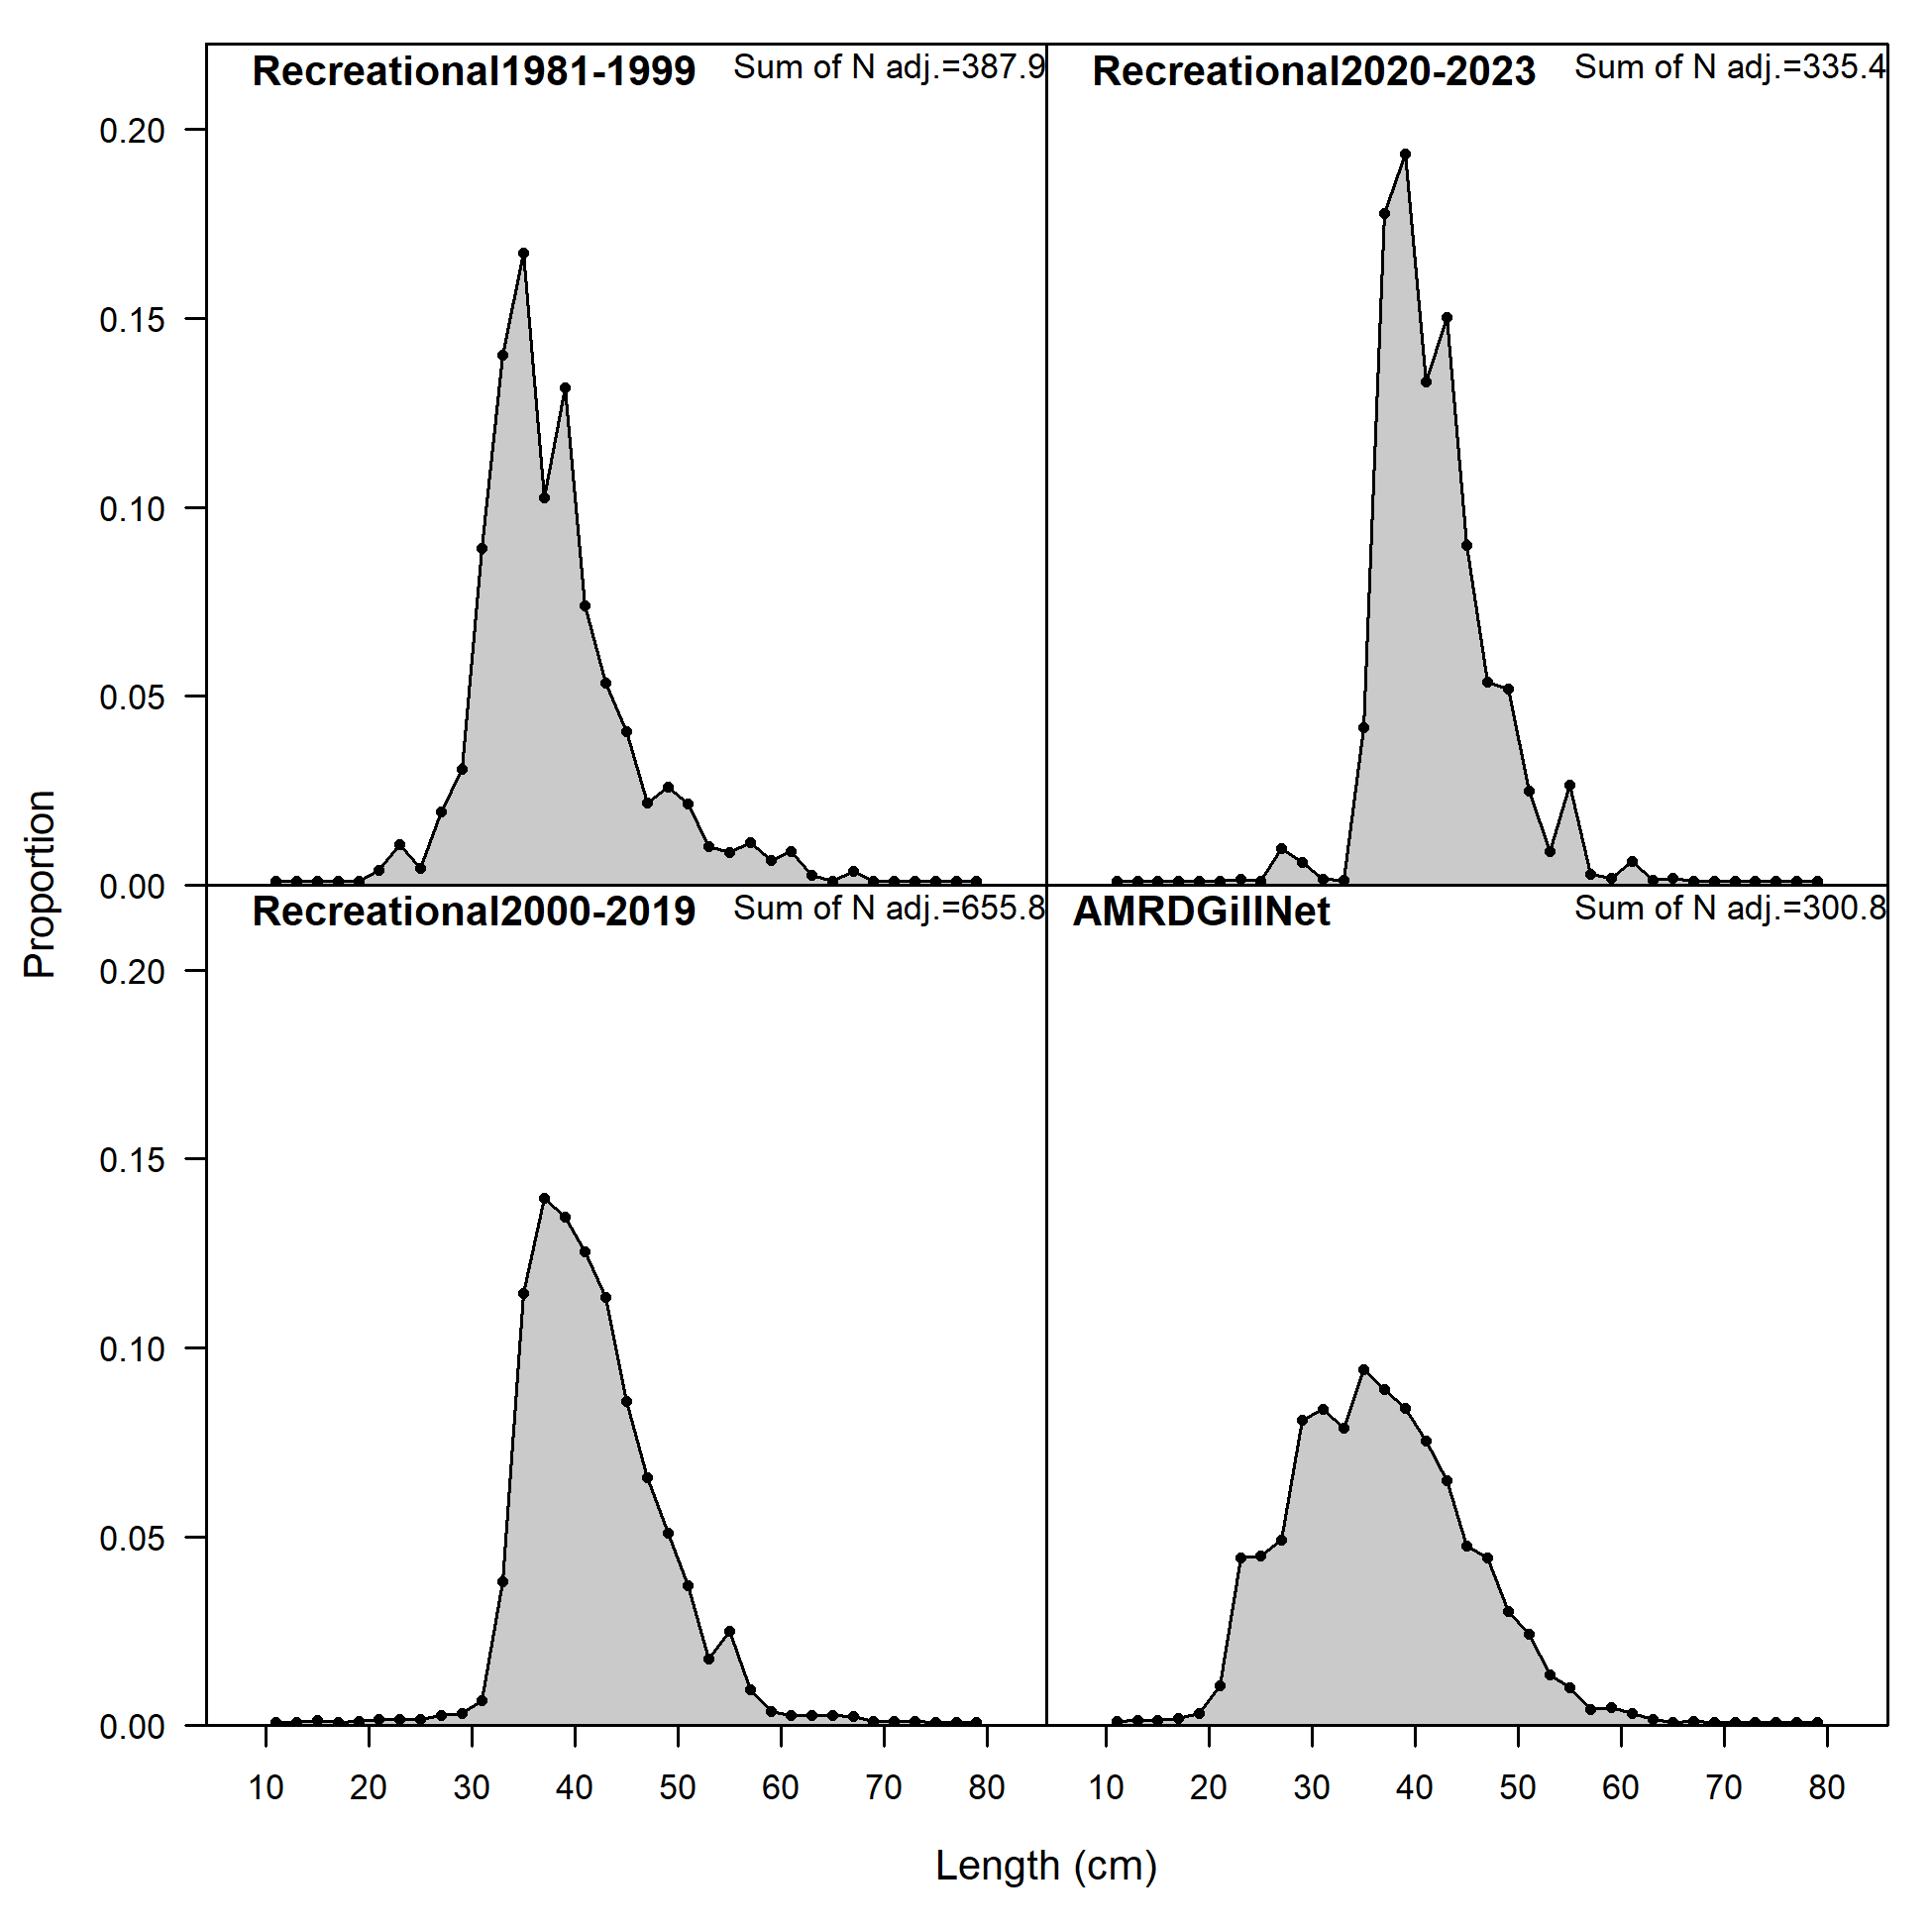 Recreational1981-1999 Sum of N adj.=387.9
Recreational2020-2023 Sum of N adj.=335.4
0.20
0.15
0.10
0.05
0.00
Recreational2000-2019 Sum of N adj.=655.8
AMRDGillNet Sum of N adj.=300.8
0.20
0.15
0.10
0.05
0.00
Proportion
10 20 30 40 50 60 70 80
10 20 30 40 50 60 70 80
Length (cm)